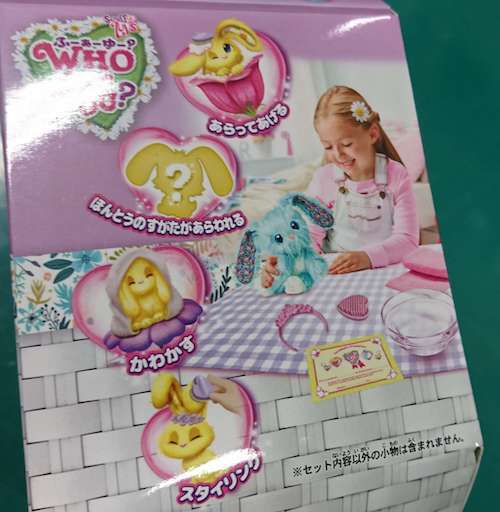 ふーあーゆー?
WHO
?
あらってあげる
ほんとうのすがたがあらわれる
かわかす
スタイリング
※セット内容以外の小物は含まれません。